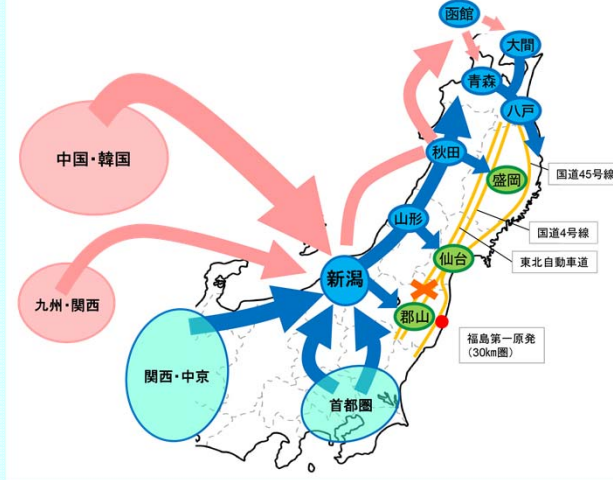 函館
大間
青森
八戸
中国・韓国
秋田
盛岡
国道45号線
山形
国道4号線
仙台
東北自動車道
新潟
九州・関西
郡山
福島第一原発
(30km圏)
関西・中京
首都圏